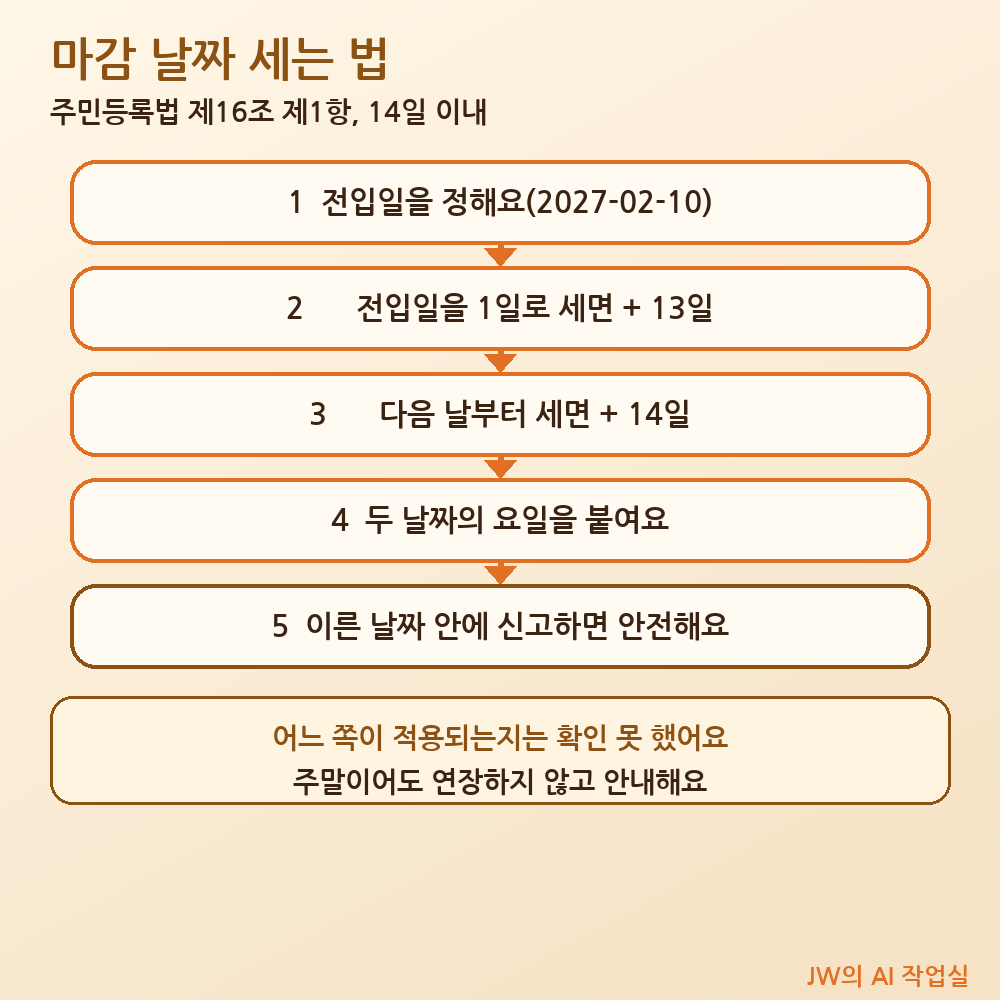 마감 날짜 세는 법
주민등록법 제16조 제1항, 14일 이내
1 전입일을 정해요(2027-02-10)
2 전입일을 1일로 세면 + 13일
3 다음 날부터 세면 + 14일
4 두 날짜의 요일을 붙여요
5 이른 날짜 안에 신고하면 안전해요
어느 쪽이 적용되는지는 확인 못 했어요
주말이어도 연장하지 않고 안내해요
JW의 AI 작업실